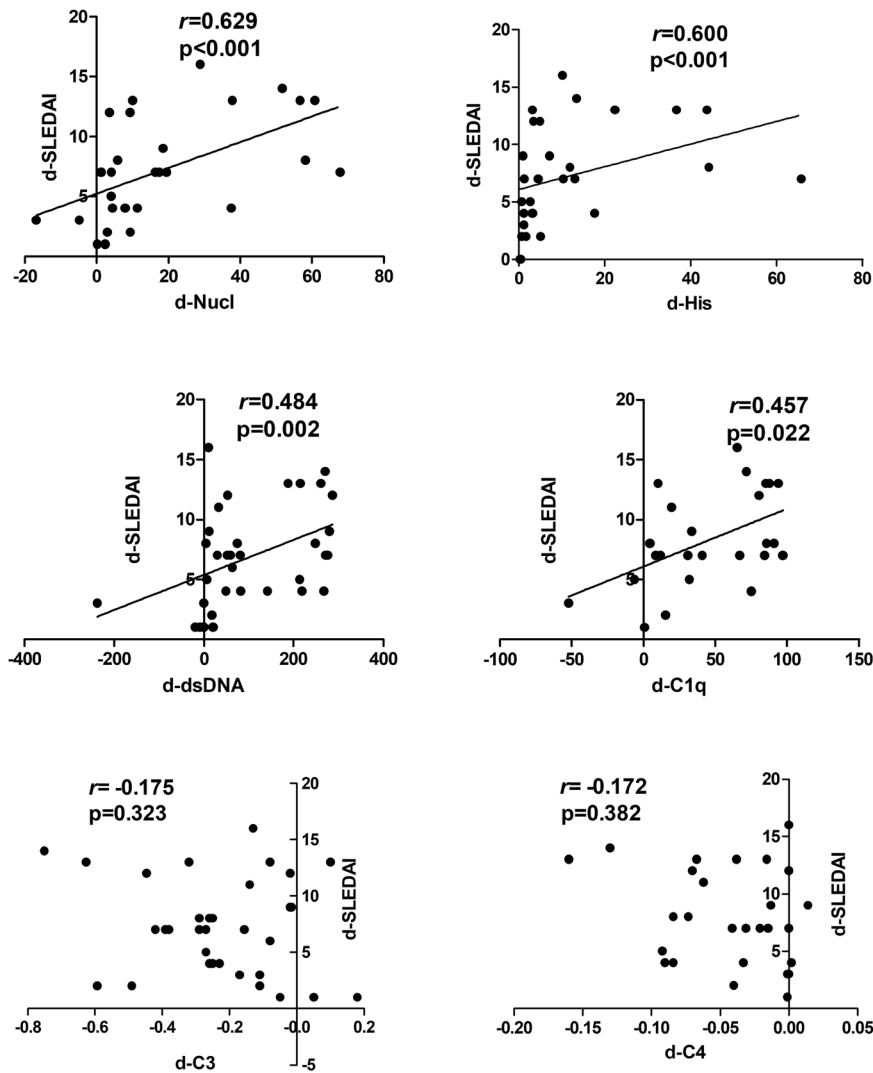 r=0.629
p<0.001
d-SLEDAI
20
15
10
5
0
-20 0 20 40 60 80
d-Nucl
r=0.600
p<0.001
d-SLEDAI
20
15
10
5
0
0 20 40 60 80
d-His
r=0.484
p=0.002
d-SLEDAI
20
15
10
5
-400 -200 0 200 400
d-dsDNA
r=0.457
p=0.022
d-SLEDAI
20
15
10
5
-100 -50 0 50 100 150
d-C1q
r= -0.175
p=0.323
20
15
10
5
-5
d-SLEDAI
-0.8 -0.6 -0.4 -0.2 -0.0 0.2
d-C3
r= -0.172
p=0.382
20
15
10
5
d-SLEDAI
-0.20 -0.15 -0.10 -0.05 0.00 0.05
d-C4